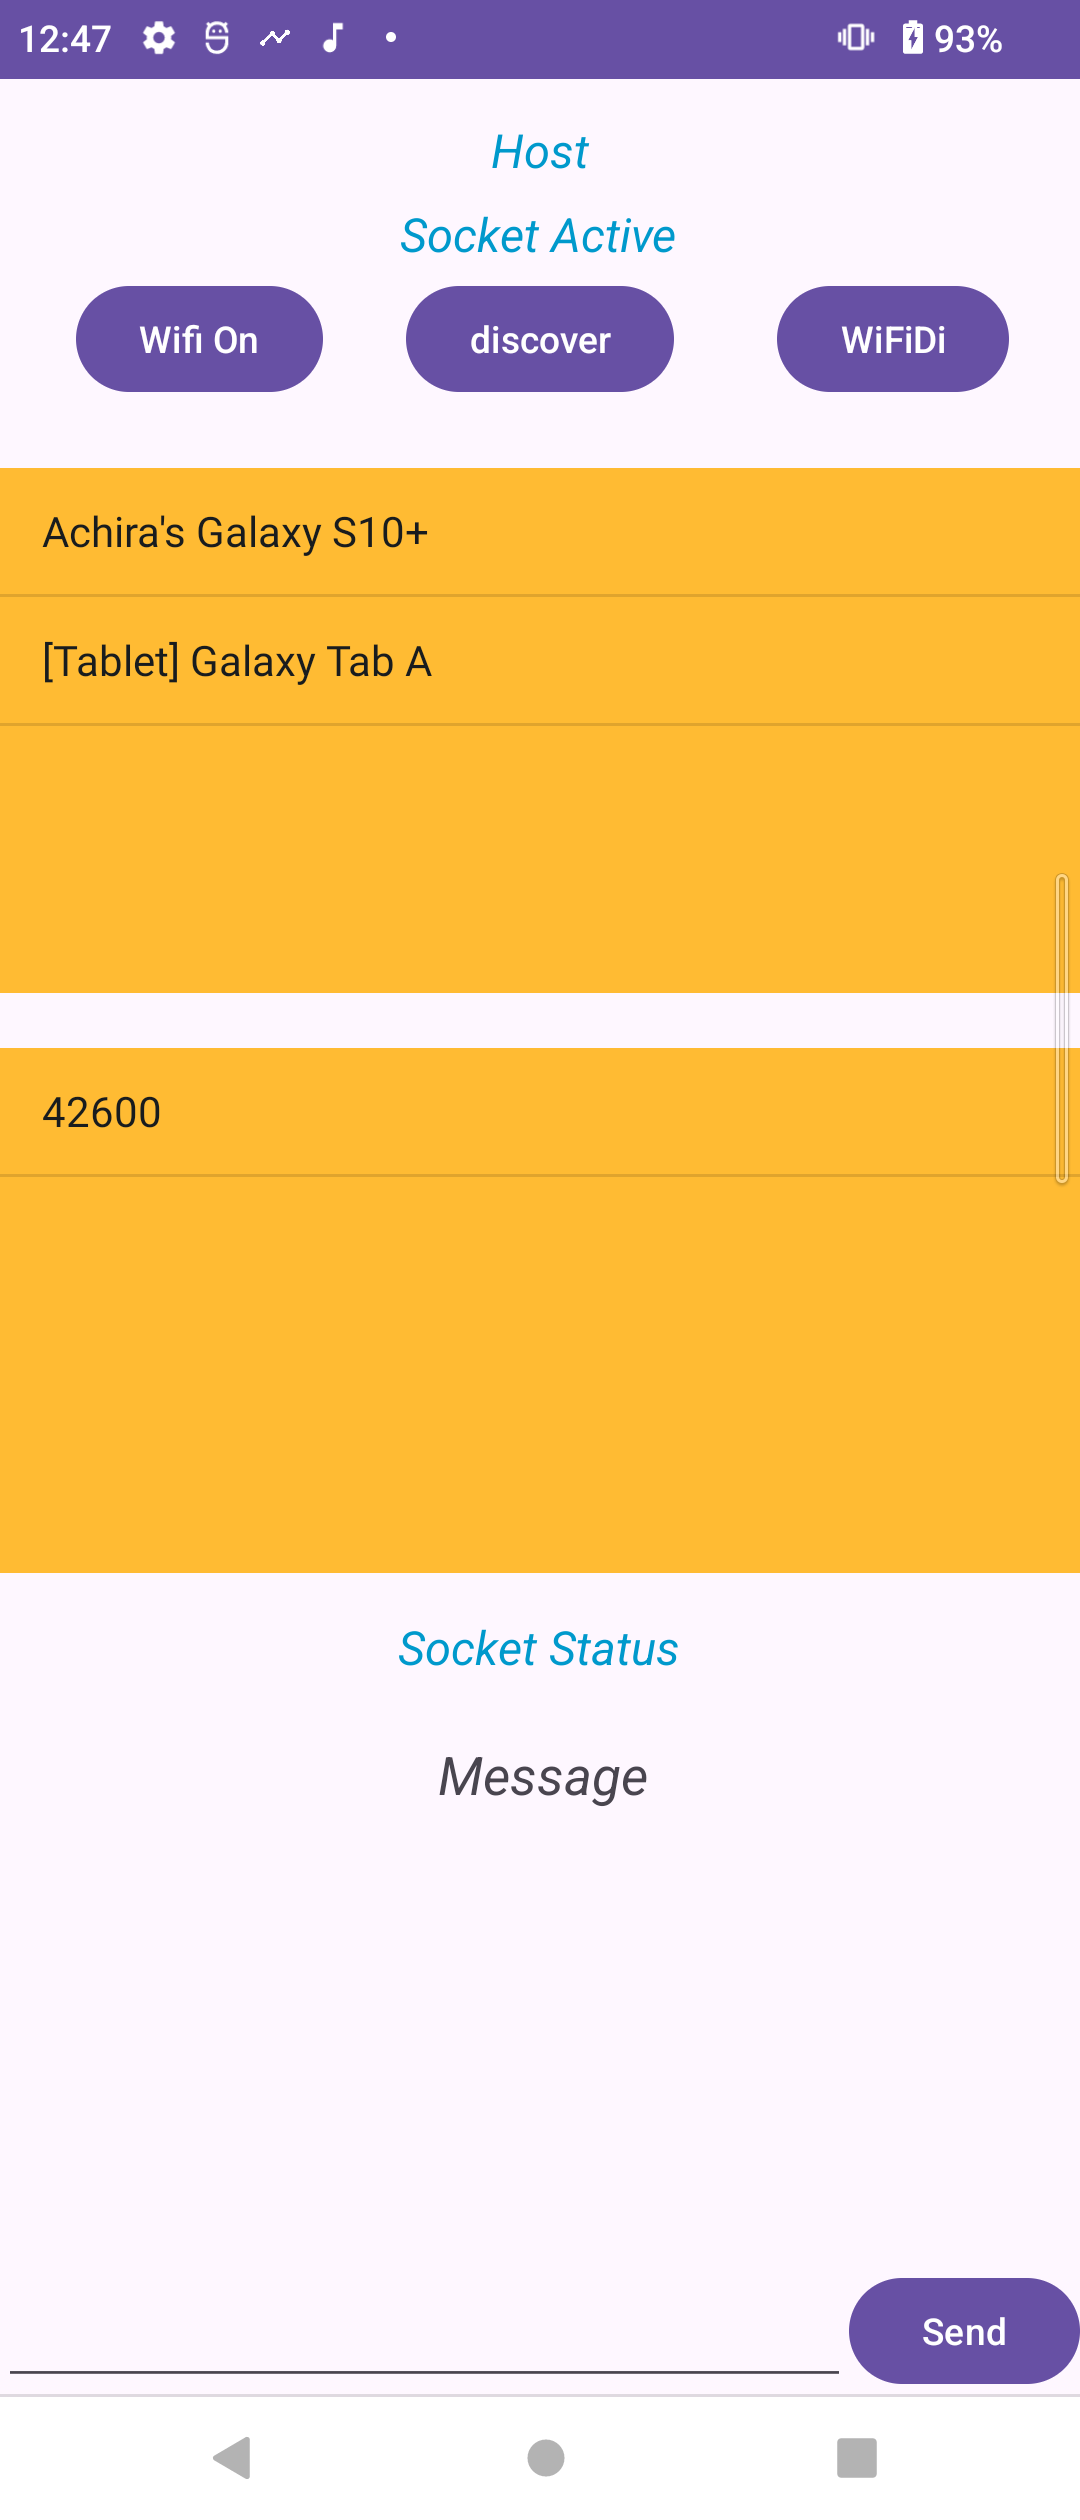 12:47 93%
Host
Socket Active
Wifi On discover WiFiDi
Achira's Galaxy S10+
[Tablet] Galaxy Tab A
42600
Socket Status
Message
Send